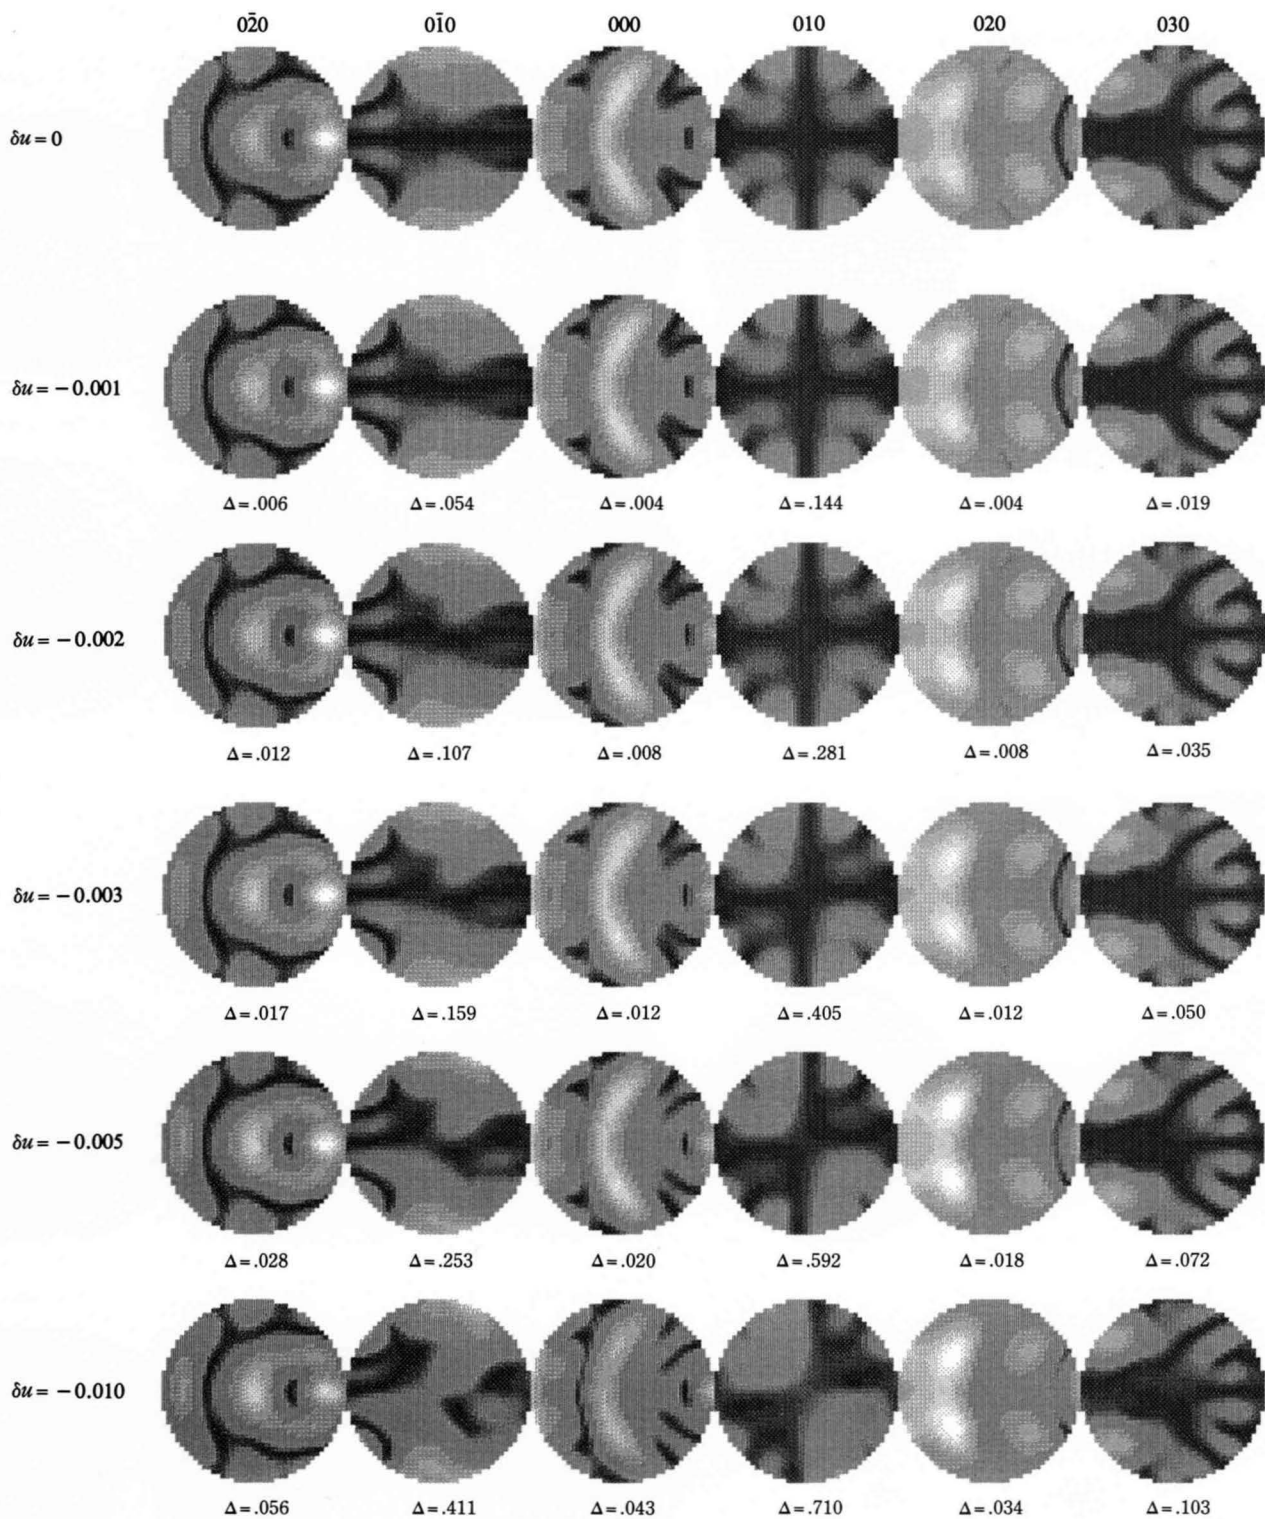 02̄0 01̄0 000 010 020 030
δu = 0
δu = −0.001
Δ = .006 Δ = .054 Δ = .004 Δ = .144 Δ = .004 Δ = .019
δu = −0.002
Δ = .012 Δ = .107 Δ = .008 Δ = .281 Δ = .008 Δ = .035
δu = −0.003
Δ = .017 Δ = .159 Δ = .012 Δ = .405 Δ = .012 Δ = .050
δu = −0.005
Δ = .028 Δ = .253 Δ = .020 Δ = .592 Δ = .018 Δ = .072
δu = −0.010
Δ = .056 Δ = .411 Δ = .043 Δ = .710 Δ = .034 Δ = .103